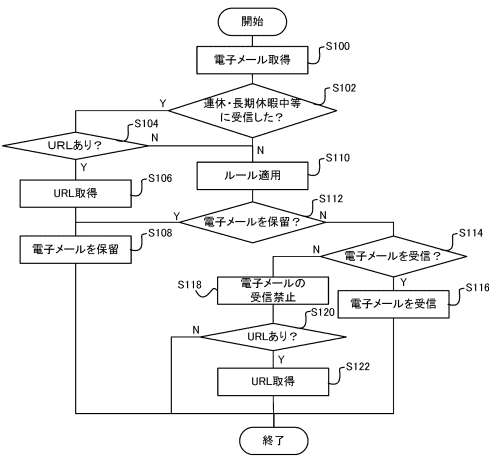 開始
S100
電子メール取得
S102
連休・長期休暇中等
に受信した？
Y
S104
URLあり？
N
N
Y
S106
URL取得
S110
ルール適用
S112
電子メールを保留？
Y
N
S108
電子メールを保留
S114
電子メールを受信？
N
Y
S118
電子メールの
受信禁止
S116
電子メールを受信
S120
URLあり？
N
Y
S122
URL取得
終了